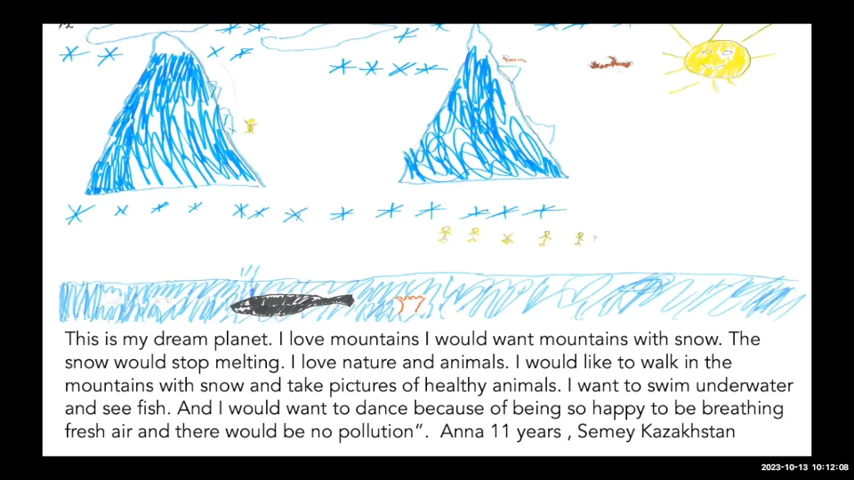 This is my dream planet. I love mountains I would want mountains with snow. The
snow would stop melting. I love nature and animals. I would like to walk in the
mountains with snow and take pictures of healthy animals. I want to swim underwater
and see fish. And I would want to dance because of being so happy to be breathing
fresh air and there would be no pollution”.  Anna 11 years , Semey Kazakhstan
2023-10-13 10:12:08